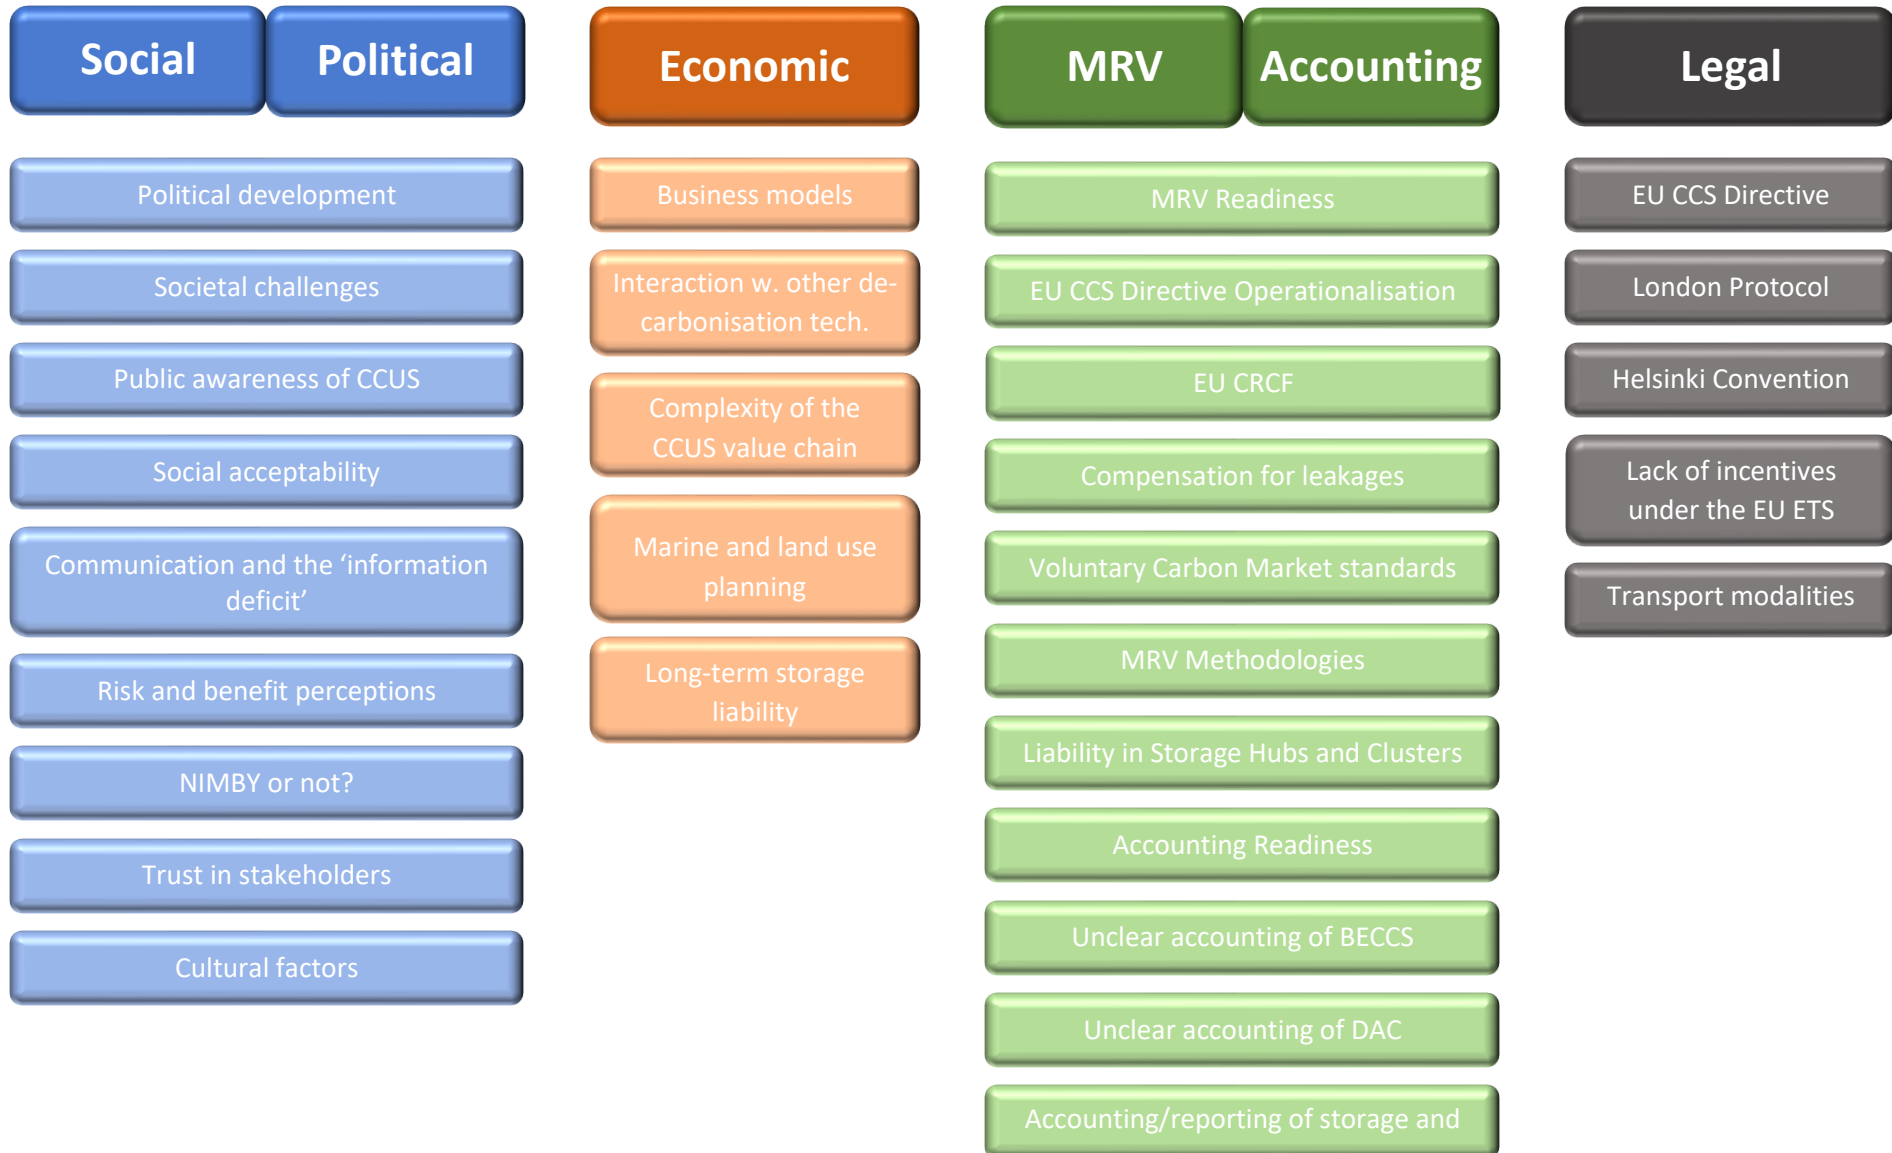 Social
Political
Political development
Societal challenges
Public awareness of CCUS
Social acceptability
Communication and the ‘information
deficit’
Risk and benefit perceptions
NIMBY or not?
Trust in stakeholders
Cultural factors
Economic
Business models
Interaction w. other de-
carbonisation tech.
Complexity of the
CCUS value chain
Marine and land use
planning
Long-term storage
liability
MRV
Accounting
MRV Readiness
EU CCS Directive Operationalisation
EU CRCF
Compensation for leakages
Voluntary Carbon Market standards
MRV Methodologies
Liability in Storage Hubs and Clusters
Accounting Readiness
Unclear accounting of BECCS
Unclear accounting of DAC
Accounting/reporting of storage and
Legal
EU CCS Directive
London Protocol
Helsinki Convention
Lack of incentives
under the EU ETS
Transport modalities